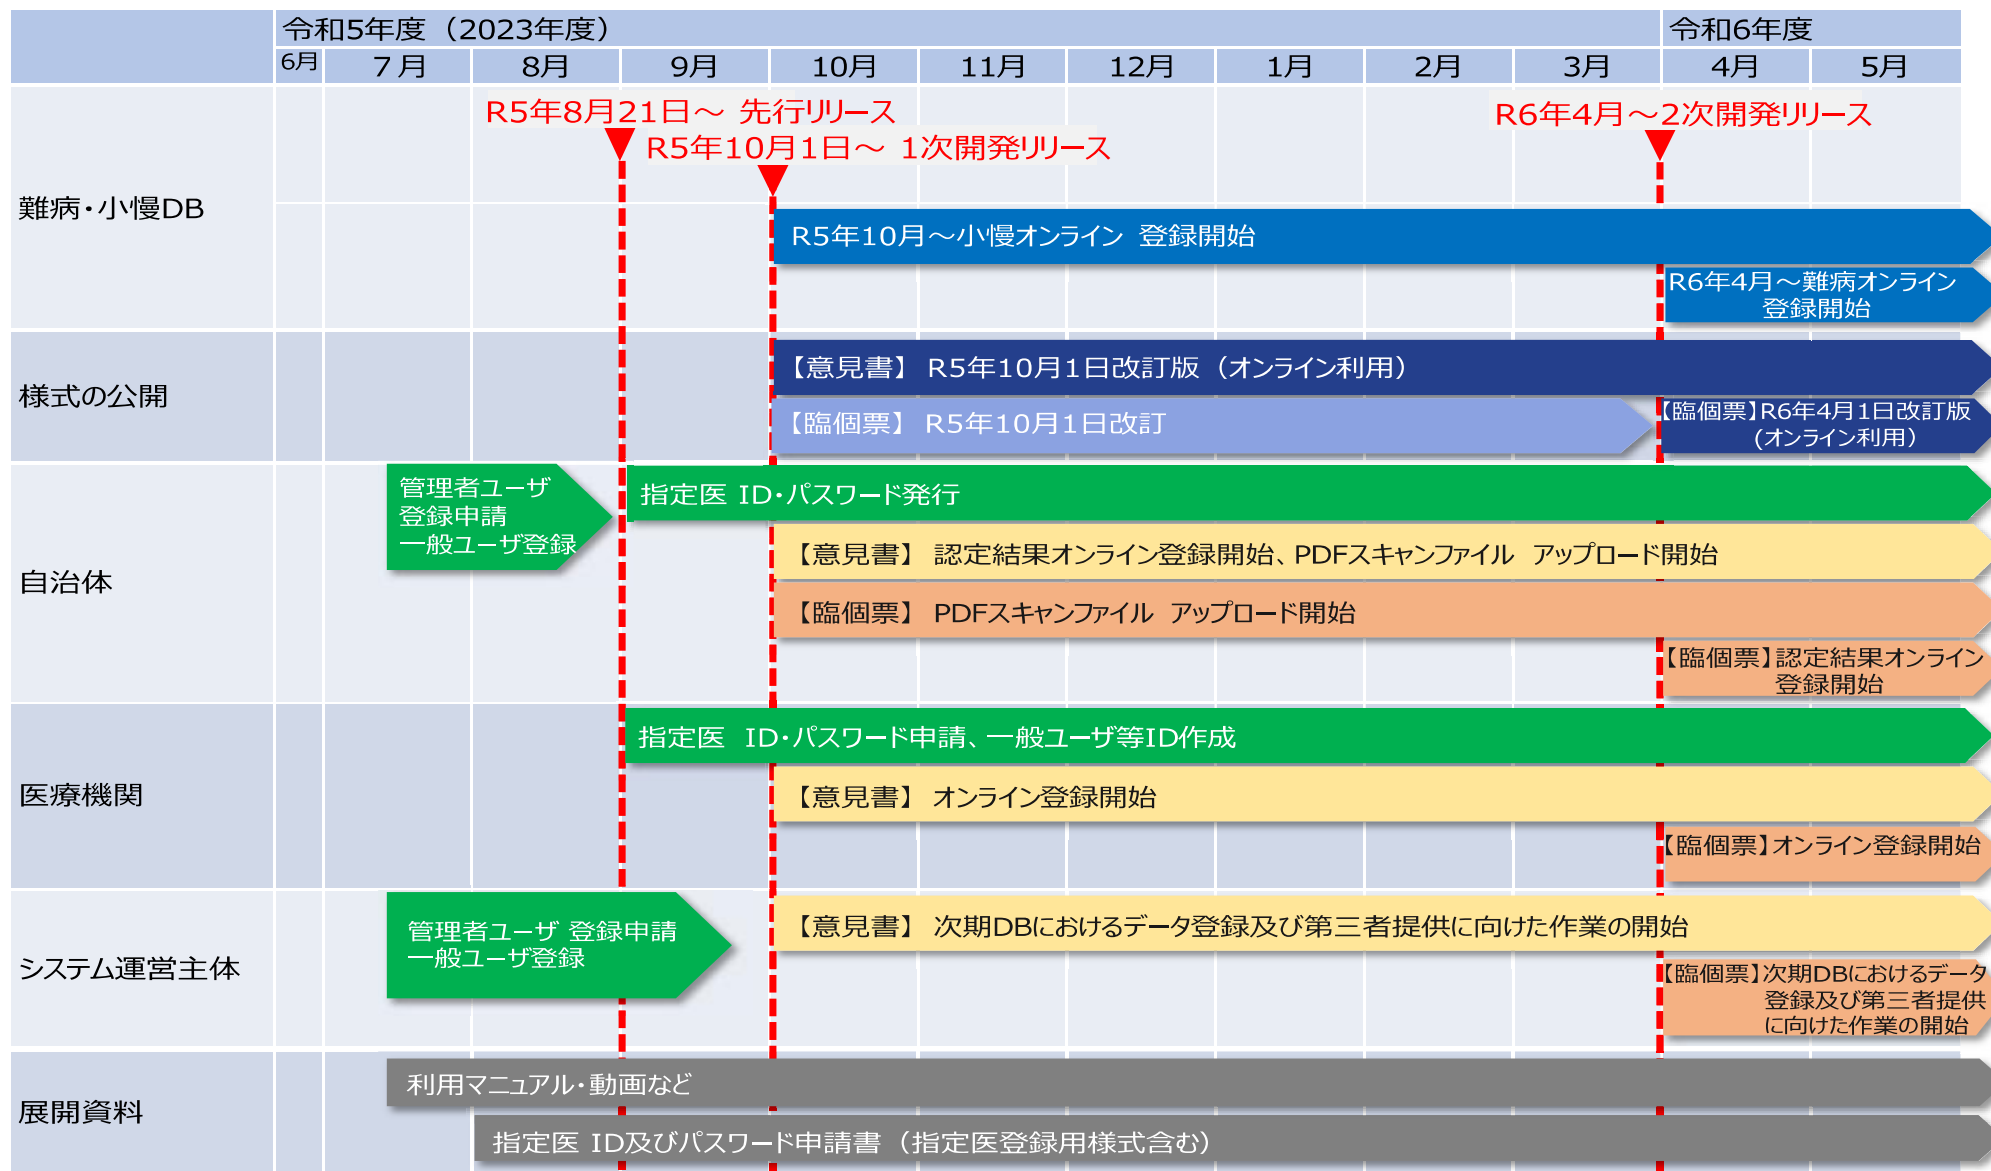 令和5年度（2023年度）
令和6年度
6月
7月
8月
9月
10月
11月
12月
1月
2月
3月
4月
5月
難病・小慢DB
R5年8月21日～ 先行リリース
R5年10月1日～ 1次開発リリース
R6年4月～2次開発リリース
R5年10月～小慢オンライン 登録開始
R6年4月～難病オンライン
登録開始
様式の公開
【意見書】 R5年10月1日改訂版（オンライン利用）
【臨個票】 R5年10月1日改訂
【臨個票】R6年4月1日改訂版
(オンライン利用）
自治体
管理者ユーザ
登録申請
一般ユーザ登録
指定医 ID・パスワード発行
【意見書】 認定結果オンライン登録開始、PDFスキャンファイル アップロード開始
【臨個票】 PDFスキャンファイル アップロード開始
【臨個票】認定結果オンライン
登録開始
医療機関
指定医 ID・パスワード申請、一般ユーザ等ID作成
【意見書】 オンライン登録開始
【臨個票】オンライン登録開始
システム運営主体
管理者ユーザ 登録申請
一般ユーザ登録
【意見書】 次期DBにおけるデータ登録及び第三者提供に向けた作業の開始
【臨個票】次期DBにおけるデータ
登録及び第三者提供
に向けた作業の開始
展開資料
利用マニュアル・動画など
指定医 ID及びパスワード申請書（指定医登録用様式含む）